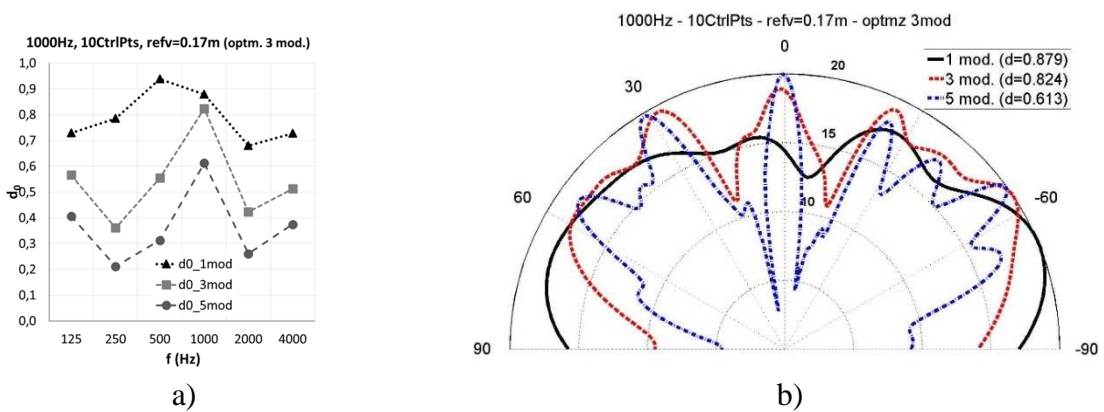 1000Hz, 10CtrlPts, refv=0.17m (optm. 3 mod.)
1,0
0,9
0,8
0,7
0,6
0,5
0,4
0,3
0,2
0,1
0,0
d0
d0_1mod
d0_3mod
d0_5mod
125 250 500 1000 2000 4000
f (Hz)
a)
1000Hz - 10CtrlPts - refv=0.17m - optmz 3mod
0
20
30
15
10
60
-60
90
-90
1 mod. (d=0.879)
3 mod. (d=0.824)
5 mod. (d=0.613)
b)